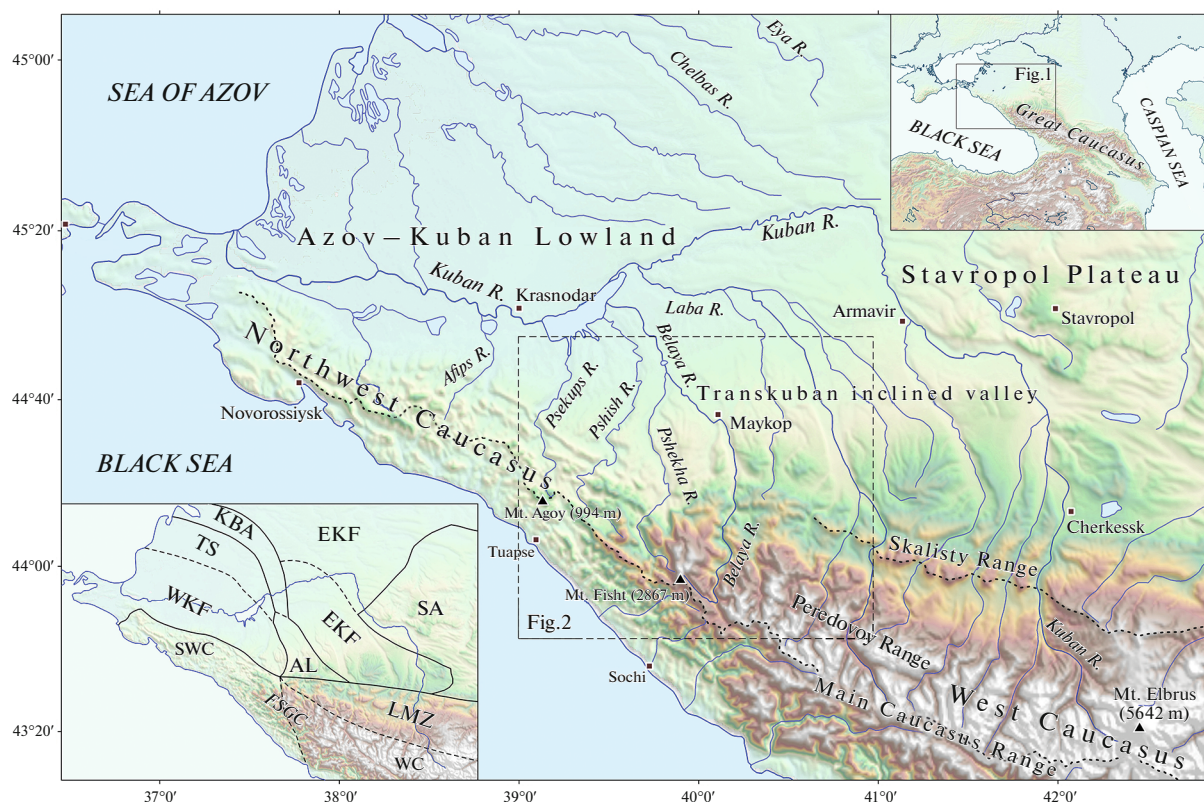 45°00′
45°20′
44°40′
44°00′
43°20′
37°0′
38°0′
39°0′
40°0′
41°0′
42°0′
SEA OF AZOV
Eya R.
Chelbas R.
Fig.1
Great Caucasus
BLACK SEA
CASPIAN SEA
Azov–Kuban Lowland
Kuban R.
Kuban R.
Krasnodar
Stavropol Plateau
Laba R.
Armavir
Stavropol
Northwest Caucasus
Afips R.
Psekups R.
Pshish R.
Belaya R.
Transkuban inclined valley
Novorossiysk
Maykop
Pshekha R.
BLACK SEA
Mt. Agoy (994 m)
Cherkessk
Tuapse
Belaya R.
Skalisty Range
Mt. Fisht (2867 m)
Fig.2
Peredovoy Range
Kuban R.
Sochi
Main Caucasus Range
West Caucasus
Mt. Elbrus
(5642 m)
KBA
EKF
TS
WKF
EKF
SA
SWC
AL
FSGC
LMZ
WC